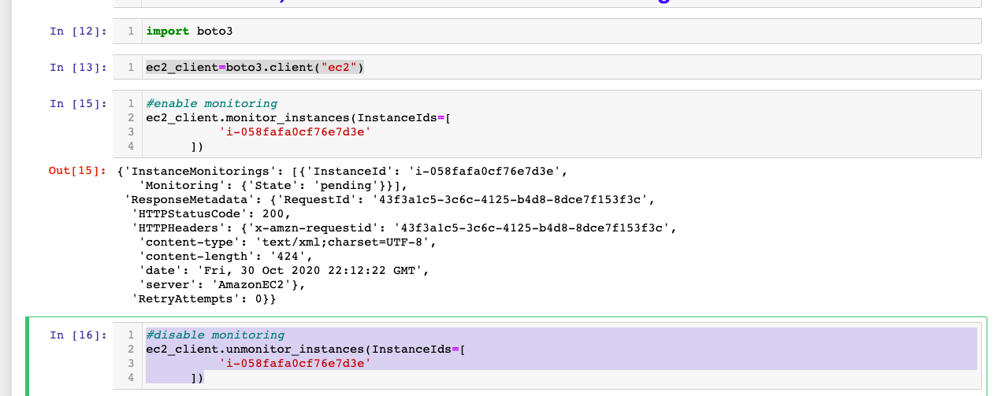 In [12]: 1 import boto3
In [13]: 1 ec2_client=boto3.client("ec2")
In [15]: 1 #enable monitoring
2 ec2_client.monitor_instances(InstanceIds=[
3 'i-058fafa0cf76e7d3e'
4 ])
Out[15]: {'InstanceMonitorings': [{'InstanceId': 'i-058fafa0cf76e7d3e',
'Monitoring': {'State': 'pending'}}],
'ResponseMetadata': {'RequestId': '43f3a1c5-3c6c-4125-b4d8-8dce7f153f3c',
'HTTPStatusCode': 200,
'HTTPHeaders': {'x-amzn-requestid': '43f3a1c5-3c6c-4125-b4d8-8dce7f153f3c',
'content-type': 'text/xml;charset=UTF-8',
'content-length': '424',
'date': 'Fri, 30 Oct 2020 22:12:22 GMT',
'server': 'AmazonEC2'},
'RetryAttempts': 0}}
In [16]: 1 #disable monitoring
2 ec2_client.unmonitor_instances(InstanceIds=[
3 'i-058fafa0cf76e7d3e'
4 ])